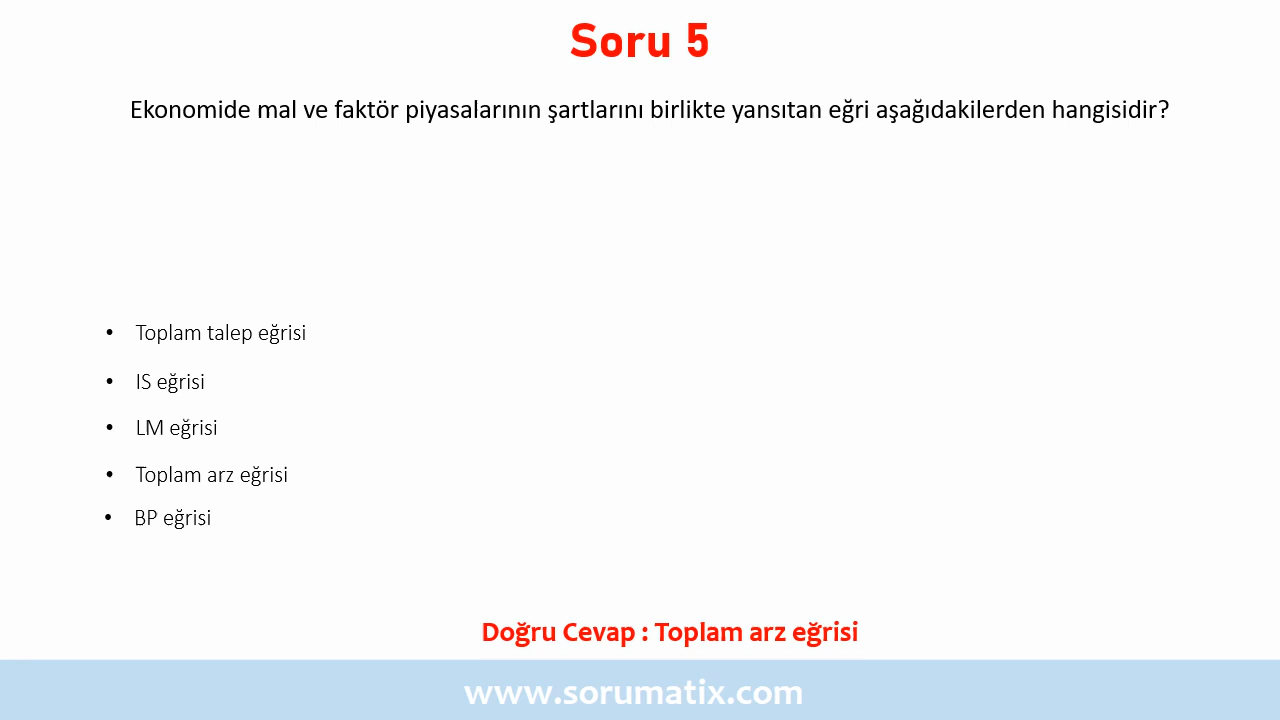 Soru 5
Ekonomide mal ve faktör piyasalarının şartlarını birlikte yansıtan eğri aşağıdakilerden hangisidir?
• Toplam talep eğrisi
• IS eğrisi
• LM eğrisi
• Toplam arz eğrisi
• BP eğrisi
Doğru Cevap : Toplam arz eğrisi
www.sorumatix.com